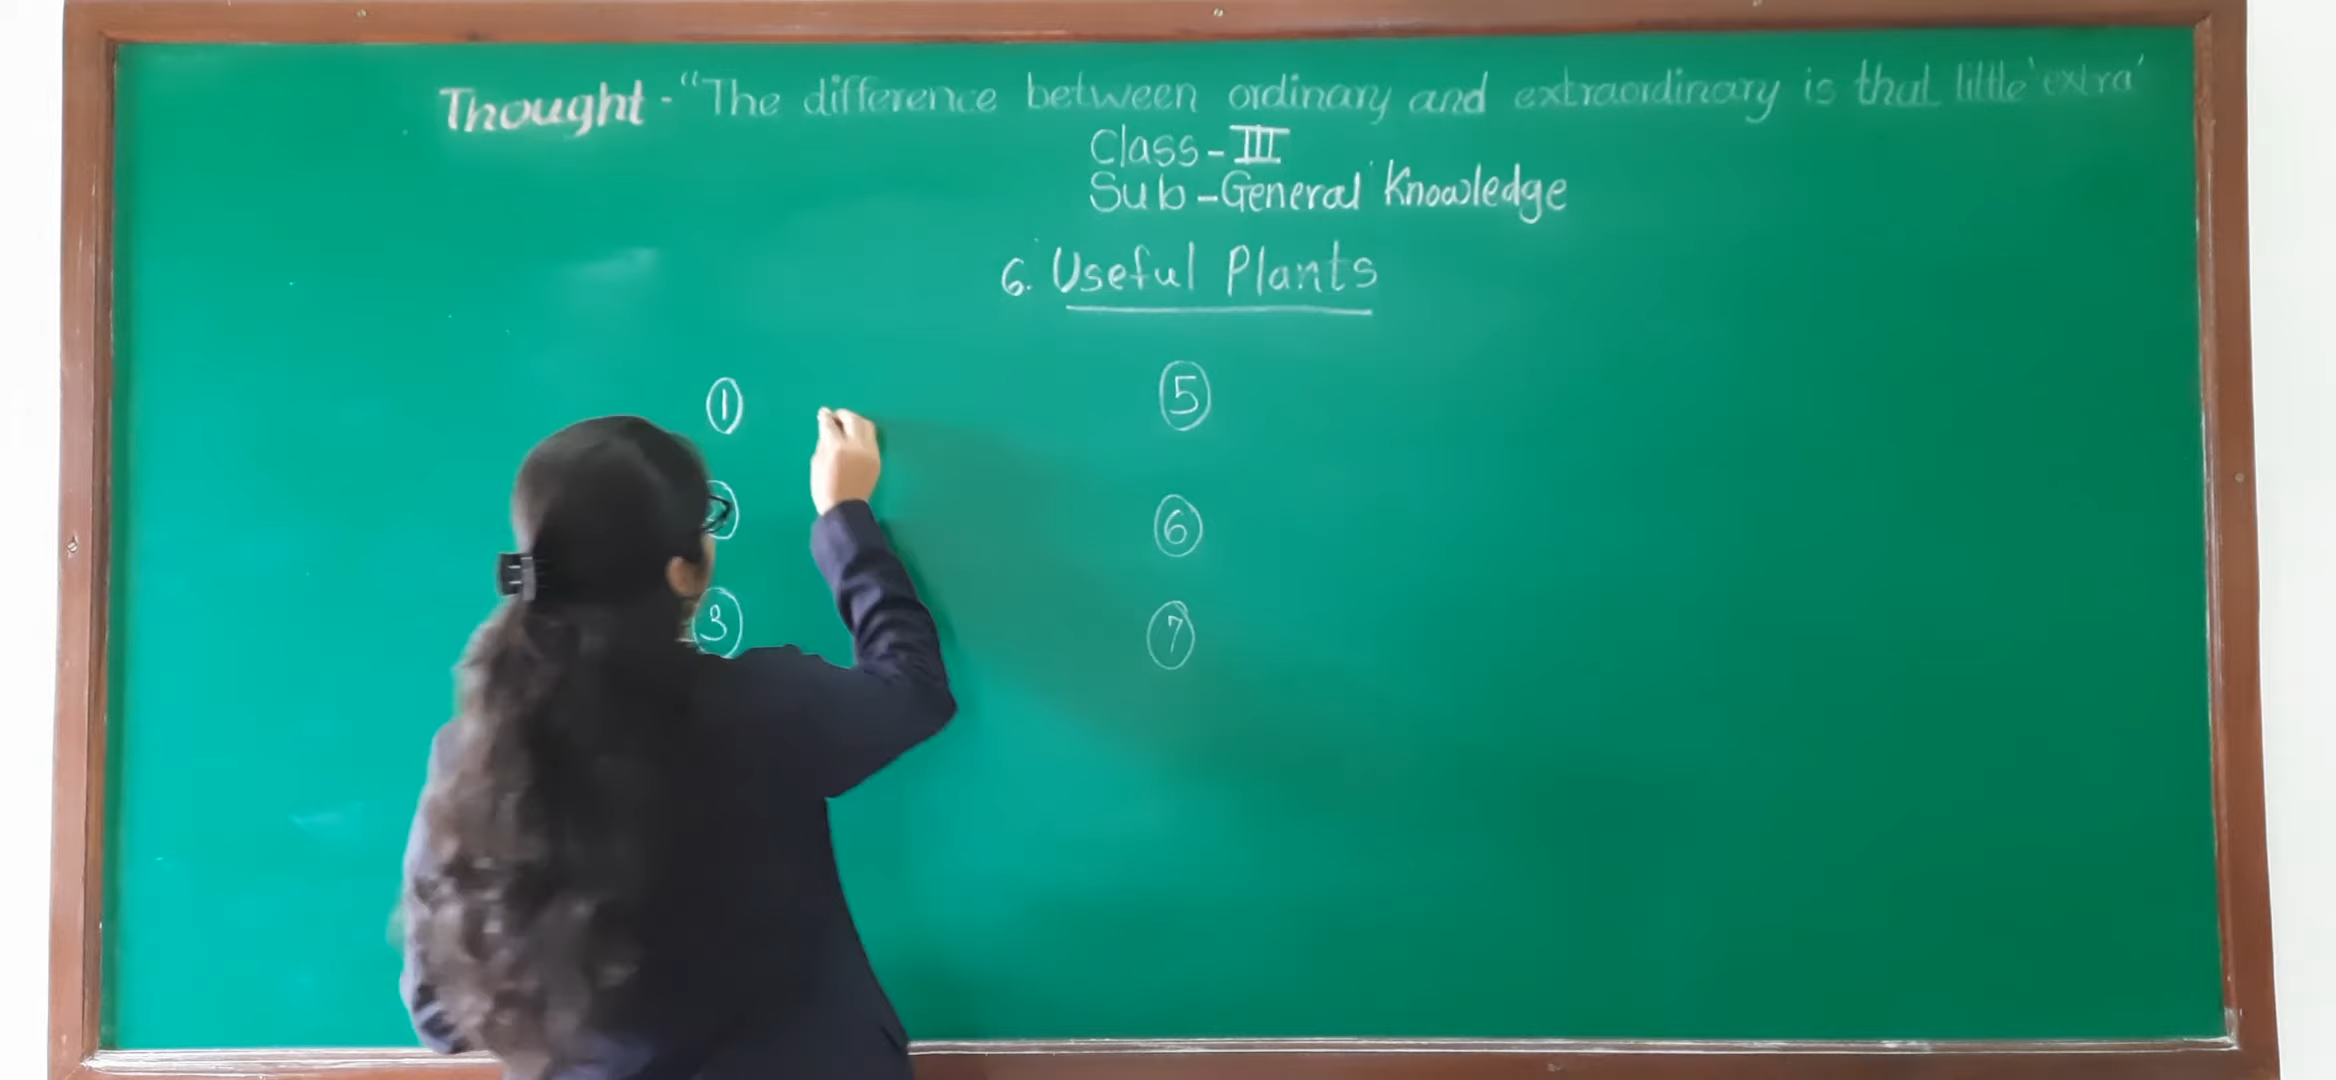 Thought - "The difference between ordinary and extraordinary is that little 'extra'
Class - III
Sub - General Knowledge
6. Useful Plants
1
5
2
6
3
7